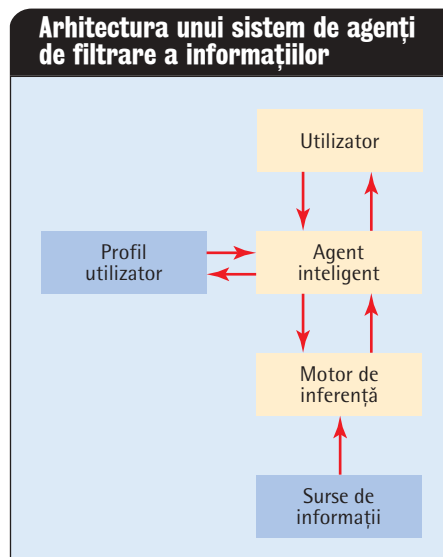 Arhitectura unui sistem de agenți
de filtrare a informațiilor
Utilizator
Profil
utilizator
Agent
inteligent
Motor de
inferență
Surse de
informații